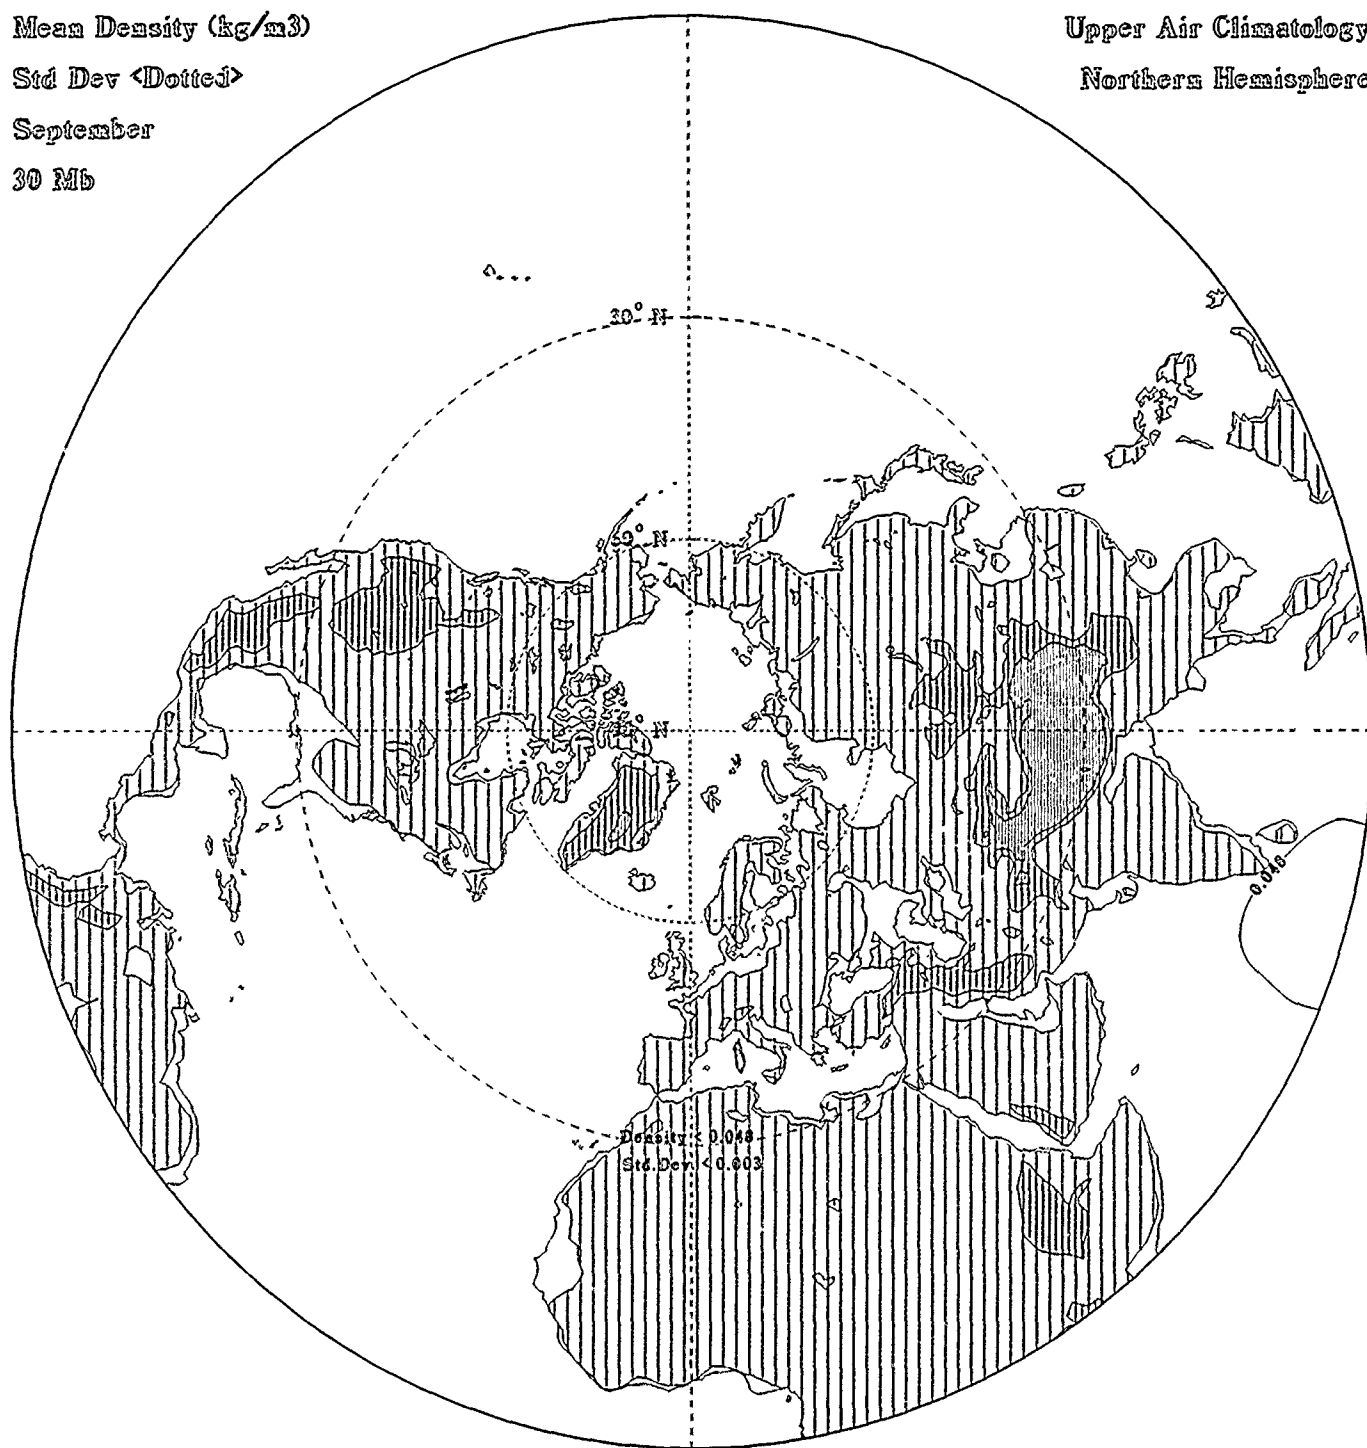 Mean Density (kg/m3)
Std Dev <Dotted>
September
30 Mb
Upper Air Climatology
Northern Hemisphere
30° N
60° N
N
0.048
Density < 0.048
Std.Dev. < 0.003